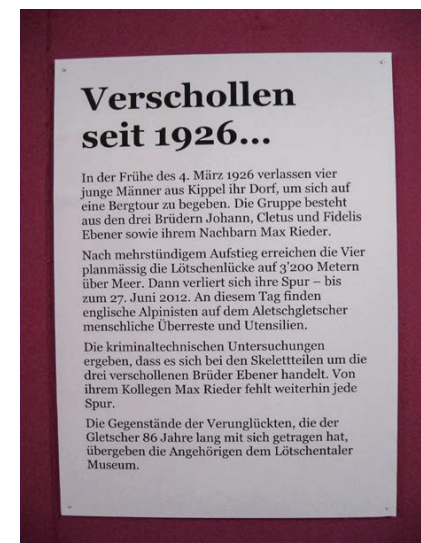 Verschollen
seit 1926...
In der Frühe des 4. März 1926 verlassen vier
junge Männer aus Kippel ihr Dorf, um sich auf
eine Bergtour zu begeben. Die Gruppe besteht
aus den drei Brüdern Johann, Cletus und Fidelis
Ebener sowie ihrem Nachbarn Max Rieder.
Nach mehrstündigem Aufstieg erreichen die Vier
planmässig die Lötschenlücke auf 3'200 Metern
über Meer. Dann verliert sich ihre Spur – bis
zum 27. Juni 2012. An diesem Tag finden
englische Alpinisten auf dem Aletschgletscher
menschliche Überreste und Utensilien.
Die kriminaltechnischen Untersuchungen
ergeben, dass es sich bei den Skelettteilen um die
drei verschollenen Brüder Ebener handelt. Von
ihrem Kollegen Max Rieder fehlt weiterhin jede
Spur.
Die Gegenstände der Verunglückten, die der
Gletscher 86 Jahre lang mit sich getragen hat,
übergeben die Angehörigen dem Lötschentaler
Museum.